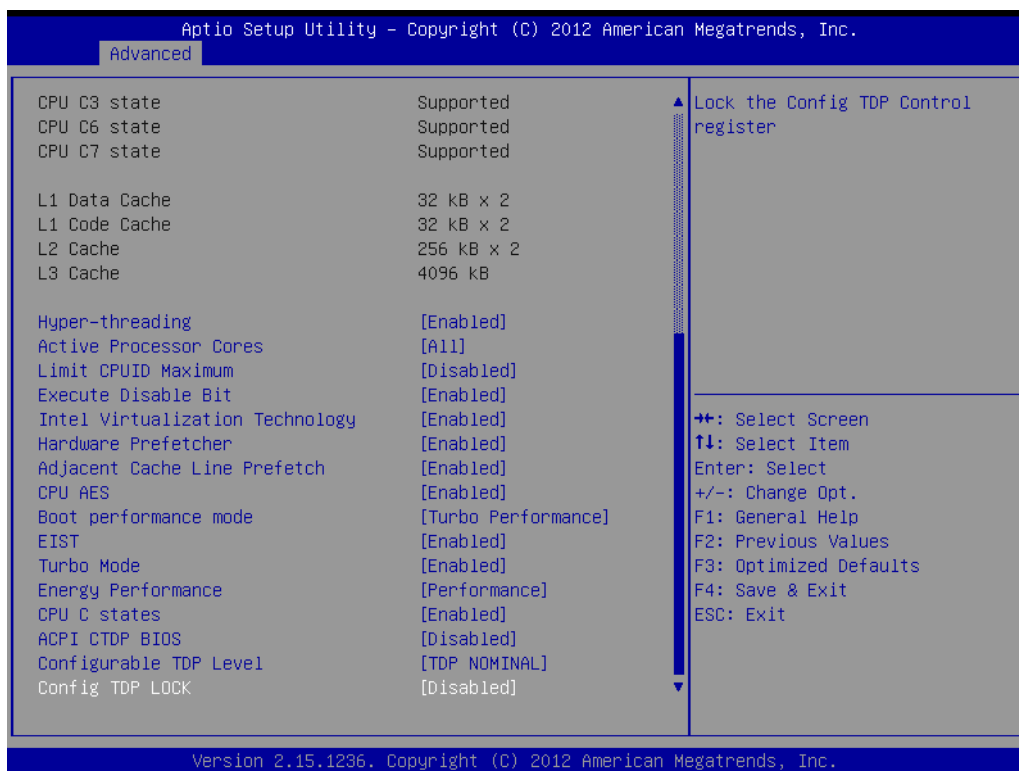 Aptio Setup Utility – Copyright (C) 2012 American Megatrends, Inc.
Advanced
CPU C3 state Supported
CPU C6 state Supported
CPU C7 state Supported
L1 Data Cache 32 kB x 2
L1 Code Cache 32 kB x 2
L2 Cache 256 kB x 2
L3 Cache 4096 kB
Hyper-threading [Enabled]
Active Processor Cores [All]
Limit CPUID Maximum [Disabled]
Execute Disable Bit [Enabled]
Intel Virtualization Technology [Enabled]
Hardware Prefetcher [Enabled]
Adjacent Cache Line Prefetch [Enabled]
CPU AES [Enabled]
Boot performance mode [Turbo Performance]
EIST [Enabled]
Turbo Mode [Enabled]
Energy Performance [Performance]
CPU C states [Enabled]
ACPI CTDP BIOS [Disabled]
Configurable TDP Level [TDP NOMINAL]
Config TDP LOCK [Disabled]
Lock the Config TDP Control
register
→←: Select Screen
↑↓: Select Item
Enter: Select
+/-: Change Opt.
F1: General Help
F2: Previous Values
F3: Optimized Defaults
F4: Save & Exit
ESC: Exit
Version 2.15.1236. Copyright (C) 2012 American Megatrends, Inc.